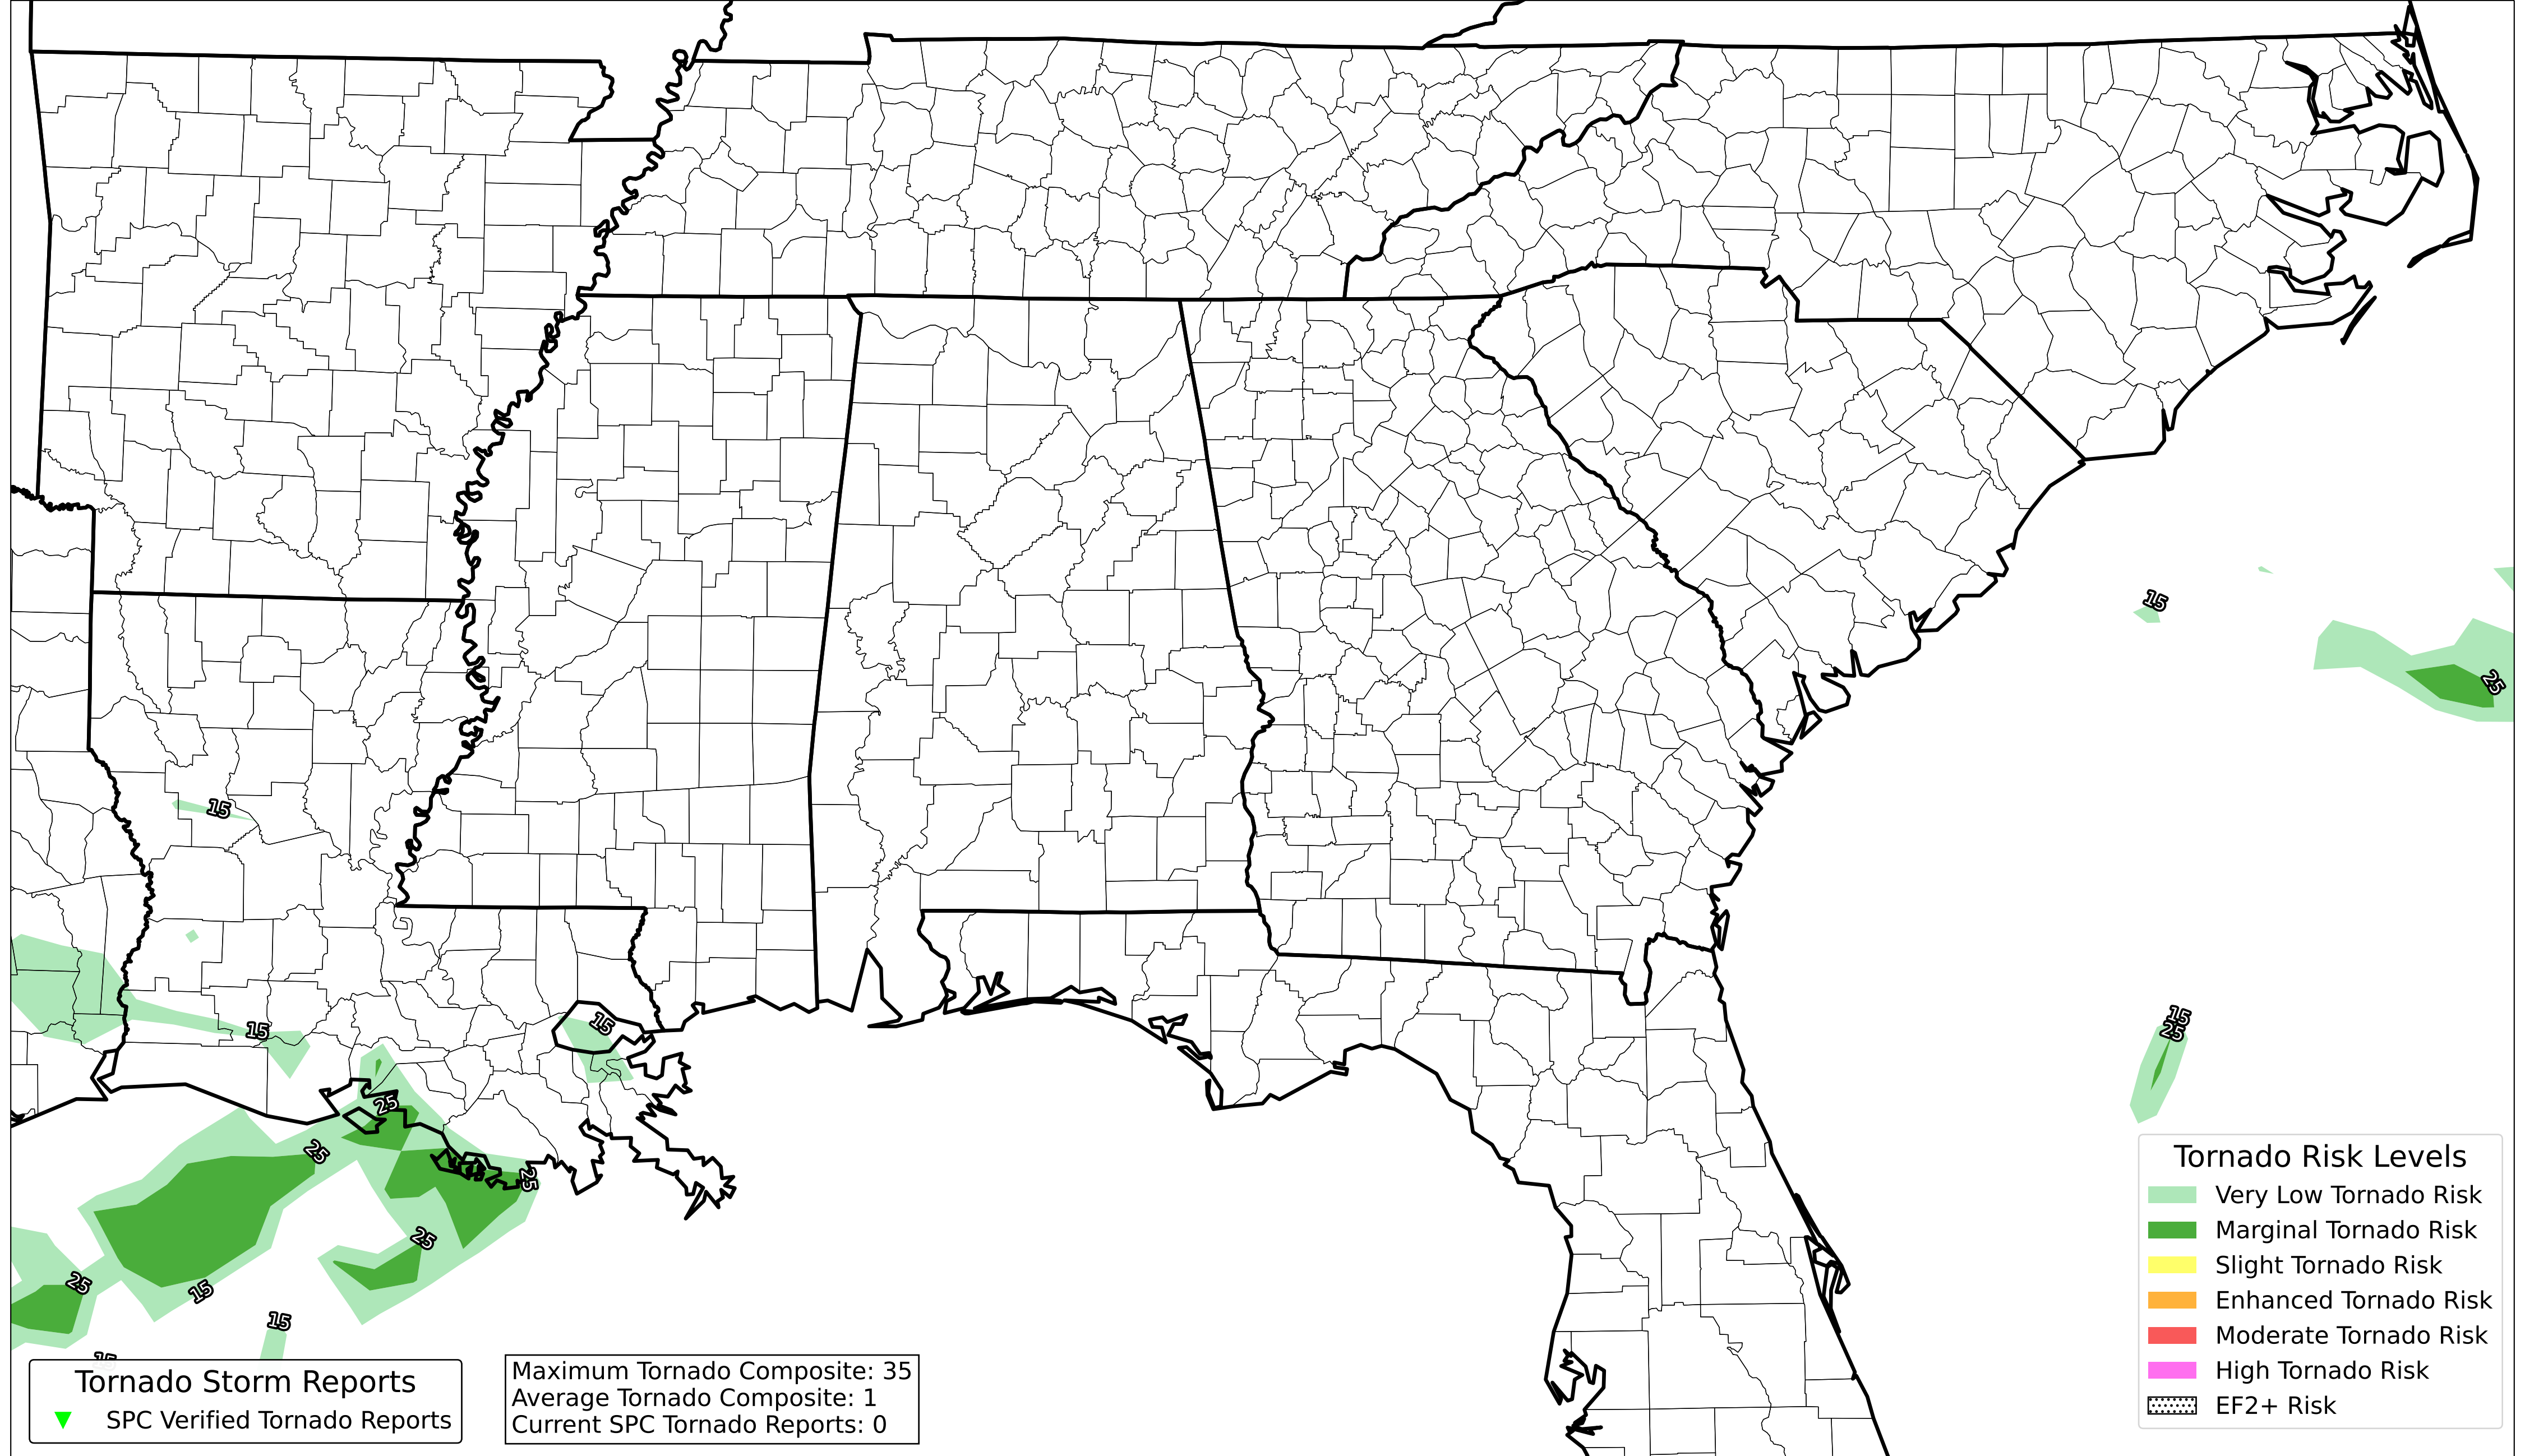 15
25
15
15
15
15
25
25
25
25
25
15
25
15
15
Tornado Risk Levels
Very Low Tornado Risk
Marginal Tornado Risk
Slight Tornado Risk
Enhanced Tornado Risk
Moderate Tornado Risk
High Tornado Risk
EF2+ Risk
Tornado Storm Reports
SPC Verified Tornado Reports
Maximum Tornado Composite: 35
Average Tornado Composite: 1
Current SPC Tornado Reports: 0